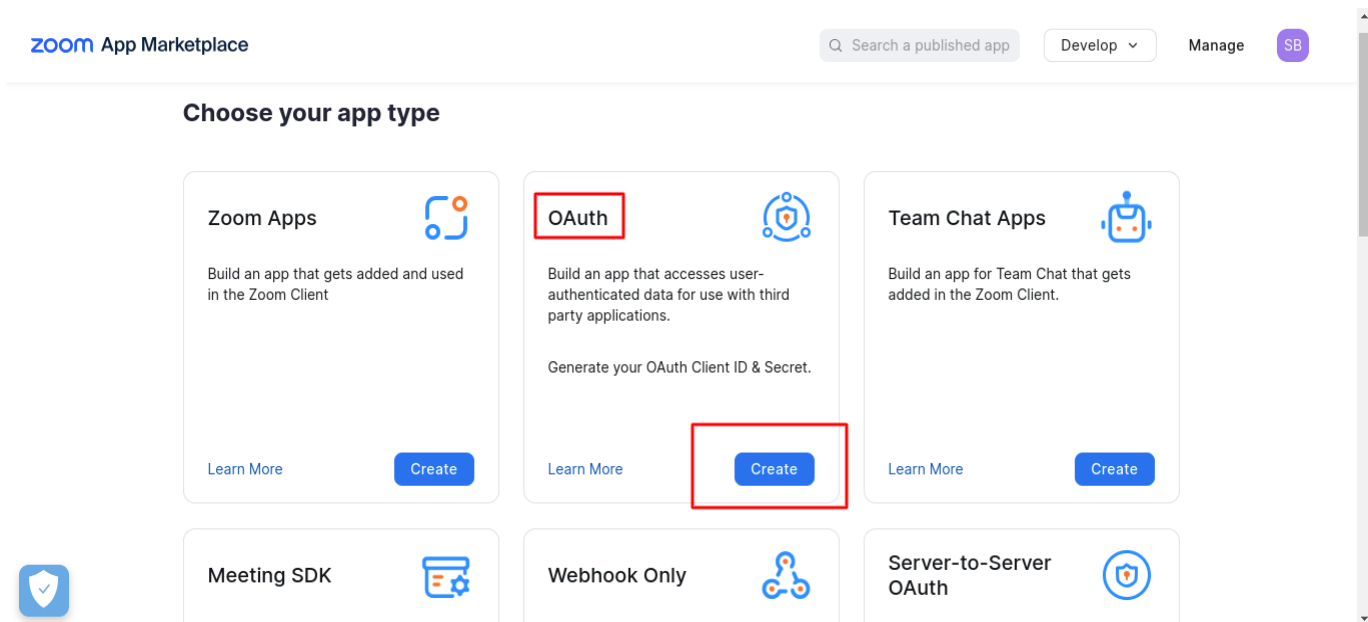 zoom App Marketplace
Search a published app
Develop
Manage
SB
Choose your app type
Zoom Apps
Build an app that gets added and used
in the Zoom Client
Learn More
Create
OAuth
Build an app that accesses user-
authenticated data for use with third
party applications.
Generate your OAuth Client ID & Secret.
Learn More
Create
Team Chat Apps
Build an app for Team Chat that gets
added in the Zoom Client.
Learn More
Create
Meeting SDK
Webhook Only
Server-to-Server
OAuth